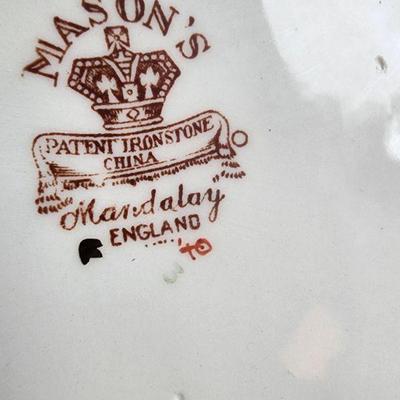 MASON'S
PATENT IRONSTONE
CHINA
Mandalay
ENGLAND